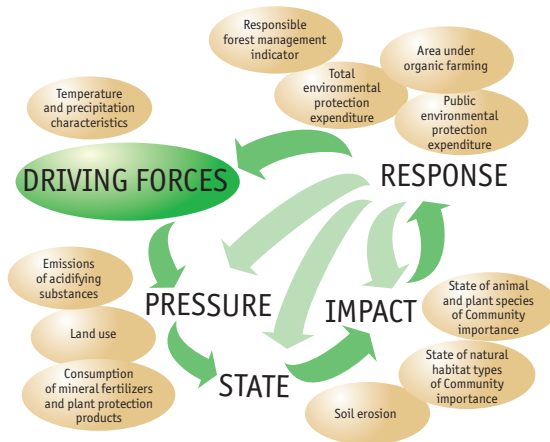 Responsible
forest management
indicator
Area under
organic farming
Total
environmental
protection
expenditure
Public
environmental
protection
expenditure
Temperature
and precipitation
characteristics
DRIVING FORCES
RESPONSE
Emissions
of acidifying
substances
PRESSURE
IMPACT
State of animal
and plant species
of Community
importance
Land use
State of natural
habitat types
of Community
importance
Consumption
of mineral fertilizers
and plant protection
products
STATE
Soil erosion